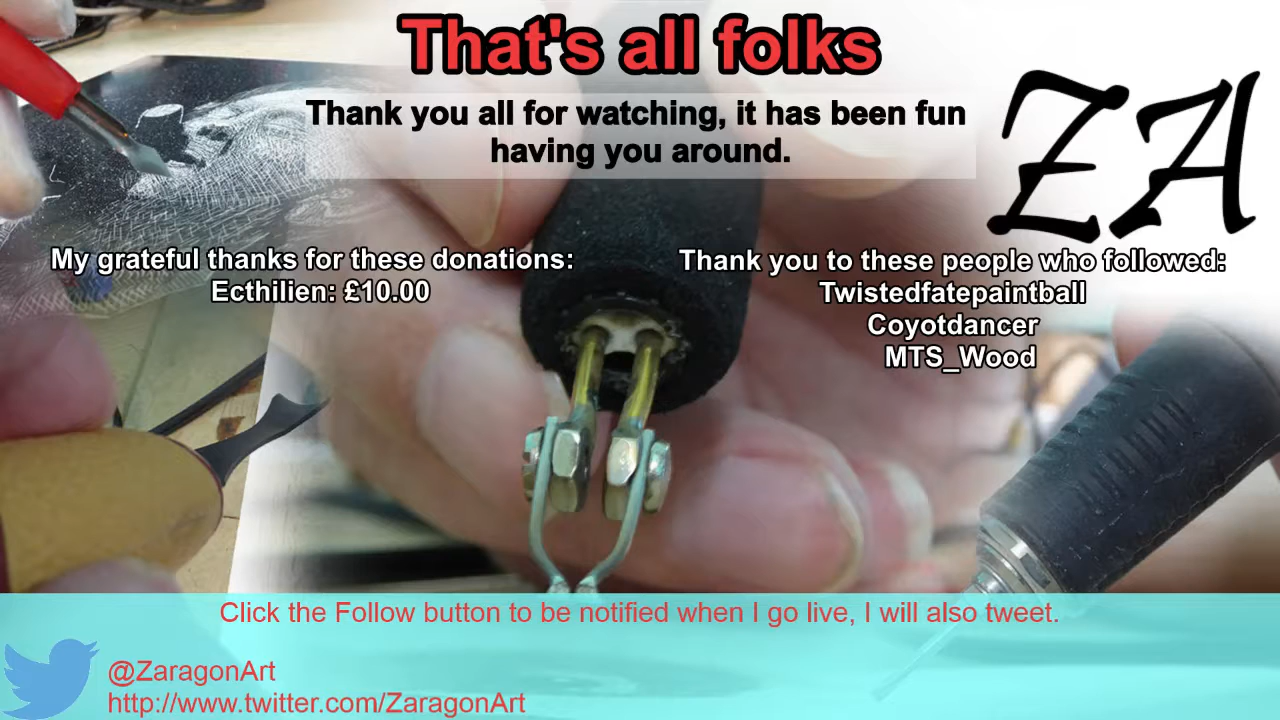 That's all folks
Thank you all for watching, it has been fun
having you around.
ZA
My grateful thanks for these donations:
Ecthilien: £10.00
Thank you to these people who followed:
Twistedfatepaintball
Coyotdancer
MTS_Wood
Click the Follow button to be notified when I go live, I will also tweet.
@ZaragonArt
http://www.twitter.com/ZaragonArt